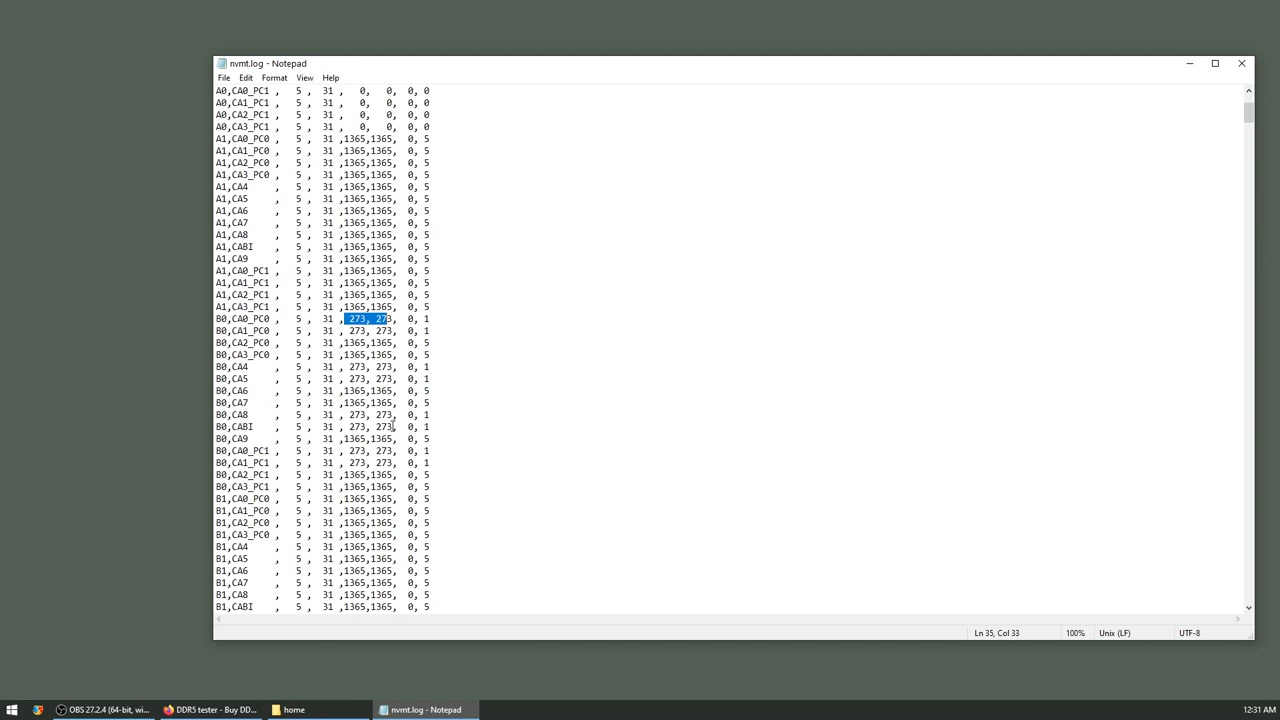 nvmt.log - Notepad
File Edit Format View Help
A0,CA0_PC1 , 5 , 31 , 0, 0, 0, 0
A0,CA1_PC1 , 5 , 31 , 0, 0, 0, 0
A0,CA2_PC1 , 5 , 31 , 0, 0, 0, 0
A0,CA3_PC1 , 5 , 31 , 0, 0, 0, 0
A1,CA0_PC0 , 5 , 31 ,1365,1365, 0, 5
A1,CA1_PC0 , 5 , 31 ,1365,1365, 0, 5
A1,CA2_PC0 , 5 , 31 ,1365,1365, 0, 5
A1,CA3_PC0 , 5 , 31 ,1365,1365, 0, 5
A1,CA4 , 5 , 31 ,1365,1365, 0, 5
A1,CA5 , 5 , 31 ,1365,1365, 0, 5
A1,CA6 , 5 , 31 ,1365,1365, 0, 5
A1,CA7 , 5 , 31 ,1365,1365, 0, 5
A1,CA8 , 5 , 31 ,1365,1365, 0, 5
A1,CABI , 5 , 31 ,1365,1365, 0, 5
A1,CA9 , 5 , 31 ,1365,1365, 0, 5
A1,CA0_PC1 , 5 , 31 ,1365,1365, 0, 5
A1,CA1_PC1 , 5 , 31 ,1365,1365, 0, 5
A1,CA2_PC1 , 5 , 31 ,1365,1365, 0, 5
A1,CA3_PC1 , 5 , 31 ,1365,1365, 0, 5
B0,CA0_PC0 , 5 , 31 , 273, 273, 0, 1
B0,CA1_PC0 , 5 , 31 , 273, 273, 0, 1
B0,CA2_PC0 , 5 , 31 ,1365,1365, 0, 5
B0,CA3_PC0 , 5 , 31 ,1365,1365, 0, 5
B0,CA4 , 5 , 31 , 273, 273, 0, 1
B0,CA5 , 5 , 31 , 273, 273, 0, 1
B0,CA6 , 5 , 31 ,1365,1365, 0, 5
B0,CA7 , 5 , 31 ,1365,1365, 0, 5
B0,CA8 , 5 , 31 , 273, 273, 0, 1
B0,CABI , 5 , 31 , 273, 273, 0, 1
B0,CA9 , 5 , 31 ,1365,1365, 0, 5
B0,CA0_PC1 , 5 , 31 , 273, 273, 0, 1
B0,CA1_PC1 , 5 , 31 , 273, 273, 0, 1
B0,CA2_PC1 , 5 , 31 ,1365,1365, 0, 5
B0,CA3_PC1 , 5 , 31 ,1365,1365, 0, 5
B1,CA0_PC0 , 5 , 31 ,1365,1365, 0, 5
B1,CA1_PC0 , 5 , 31 ,1365,1365, 0, 5
B1,CA2_PC0 , 5 , 31 ,1365,1365, 0, 5
B1,CA3_PC0 , 5 , 31 ,1365,1365, 0, 5
B1,CA4 , 5 , 31 ,1365,1365, 0, 5
B1,CA5 , 5 , 31 ,1365,1365, 0, 5
B1,CA6 , 5 , 31 ,1365,1365, 0, 5
B1,CA7 , 5 , 31 ,1365,1365, 0, 5
B1,CA8 , 5 , 31 ,1365,1365, 0, 5
B1,CABI , 5 , 31 ,1365,1365, 0, 5
Ln 35, Col 33 100% Unix (LF) UTF-8
OBS 27.2.4 (64-bit, wi... DDR5 tester - Buy DD... home nvmt.log - Notepad 12:31 AM